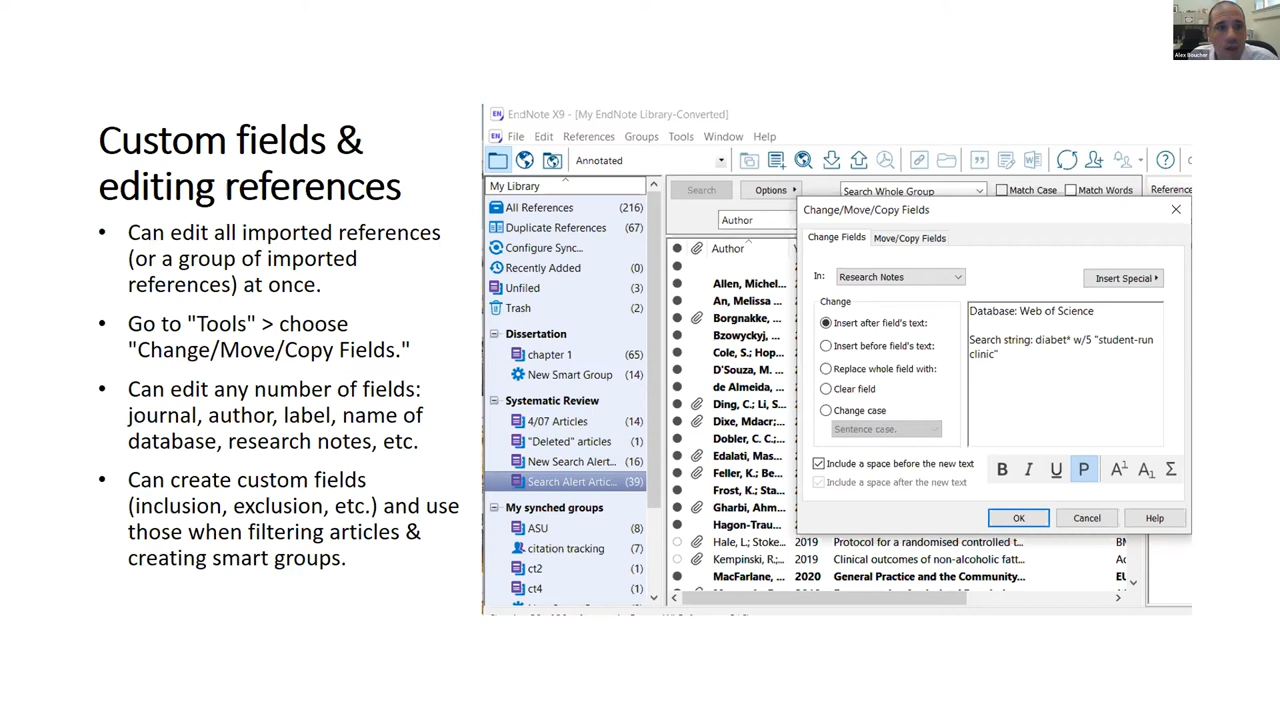 Alex Boucher
Custom fields &
editing references
• Can edit all imported references
(or a group of imported
references) at once.
• Go to "Tools" > choose
"Change/Move/Copy Fields."
• Can edit any number of fields:
journal, author, label, name of
database, research notes, etc.
• Can create custom fields
(inclusion, exclusion, etc.) and use
those when filtering articles &
creating smart groups.
EN EndNote X9 - [My EndNote Library-Converted]
EN File Edit References Groups Tools Window Help
Annotated
My Library
All References (216)
Duplicate References (67)
Configure Sync...
Recently Added (0)
Unfiled (3)
Trash (2)
Dissertation
chapter 1 (65)
New Smart Group (14)
Systematic Review
4/07 Articles (14)
"Deleted" articles (1)
New Search Alert... (16)
Search Alert Artic... (39)
My synched groups
ASU (8)
citation tracking (7)
ct2 (2)
ct4 (1)
Search Options Search Whole Group Match Case Match Words
Author
Author
Allen, Michel...
An, Melissa
Borgnakke,
Bzowyckyj,
Cole, S.; Hop
D'Souza, M.
de Almeida,
Ding, C.; Li, S
Dixe, Mdacr
Dobler, C. C.;
Edalati, Mas
Feller, K.; Be
Frost, K.; Sta
Gharbi, Ahm
Hagon-Trau
Hale, L; Stoke 2019 Protocol for a randomised controlled t... BM
Kempinski, R.; 2019 Clinical outcomes of non-alcoholic fatt... Ac
MacFarlane, 2020 General Practice and the Community... EU
Reference
Change/Move/Copy Fields
Change Fields Move/Copy Fields
In: Research Notes Insert Special
Change
Insert after field's text:
Insert before field's text:
Replace whole field with:
Clear field
Change case
Sentence case.
Database: Web of Science
Search string: diabet* w/5 "student-run
clinic"
Include a space before the new text
Include a space after the new text
B I U P A¹ A₁ Σ
OK Cancel Help